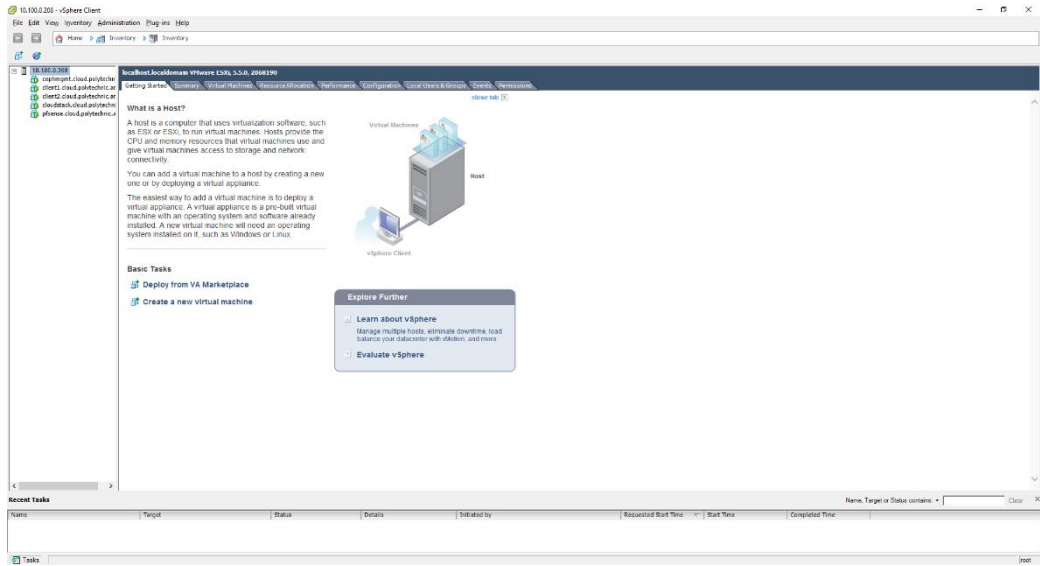 10.100.0.208 - vSphere Client
File Edit View Inventory Administration Plug-ins Help
Home Inventory Inventory
10.100.0.208
cephmgmt.cloud.polytechn
client1.cloud.polytechnic.ar
client2.cloud.polytechnic.ar
cloudstack.cloud.polytechn
pfsense.cloud.polytechnic.a
localhost.localdomain VMware ESXi, 5.5.0, 2068190
Getting Started Summary Virtual Machines Resource Allocation Performance Configuration Local Users & Groups Events Permissions
close tab
What is a Host?
A host is a computer that uses virtualization software, such
as ESX or ESXi, to run virtual machines. Hosts provide the
CPU and memory resources that virtual machines use and
give virtual machines access to storage and network
connectivity.
You can add a virtual machine to a host by creating a new
one or by deploying a virtual appliance.
The easiest way to add a virtual machine is to deploy a
virtual appliance. A virtual appliance is a pre-built virtual
machine with an operating system and software already
installed. A new virtual machine will need an operating
system installed on it, such as Windows or Linux.
Virtual Machines
Host
vSphere Client
Basic Tasks
Deploy from VA Marketplace
Create a new virtual machine
Explore Further
Learn about vSphere
Manage multiple hosts, eliminate downtime, load
balance your datacenter with vMotion, and more
Evaluate vSphere
Recent Tasks
Name, Target or Status contains: Clear
Name Target Status Details Initiated by Requested Start Time Start Time Completed Time
Tasks
root